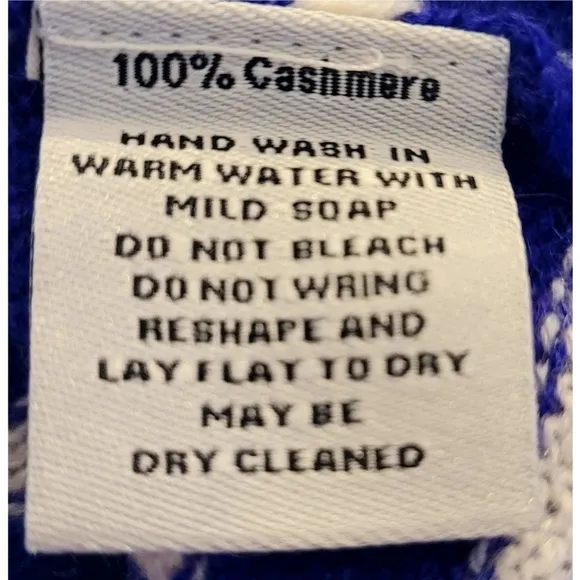 100% Cashmere
HAND WASH IN
WARM WATER WITH
MILD SOAP
DO NOT BLEACH
DO NOT WRING
RESHAPE AND
LAY FLAT TO DRY
MAY BE
DRY CLEANED